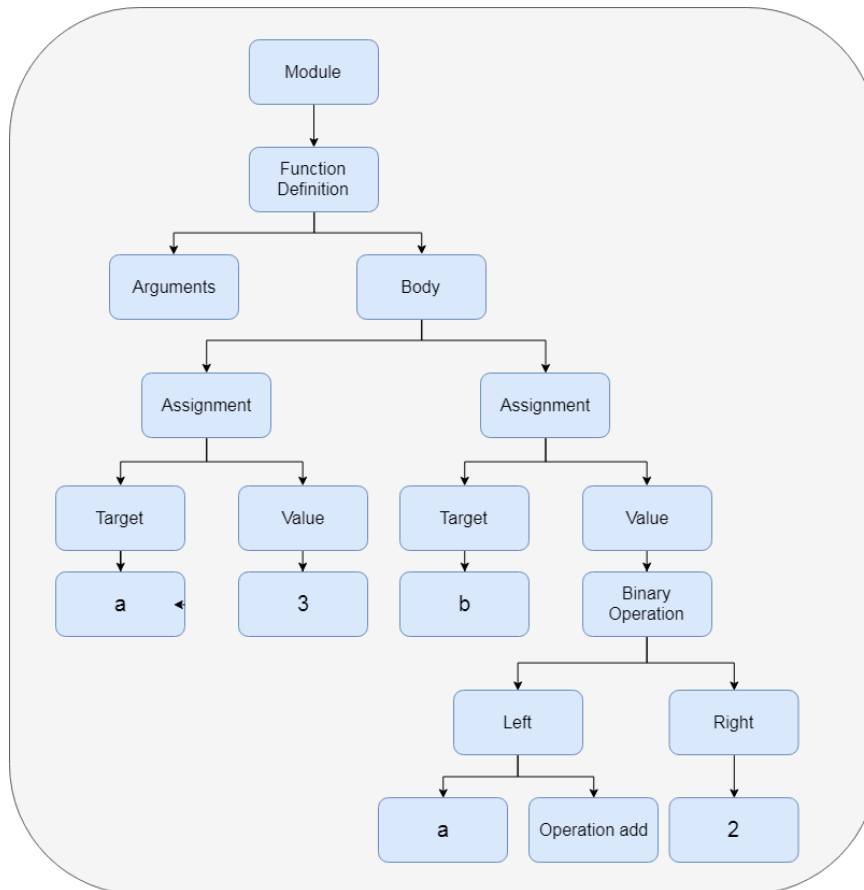 Module
Function
Definition
Arguments
Body
Assignment
Assignment
Target
Value
Target
Value
a
3
b
Binary
Operation
Left
Right
a
Operation add
2